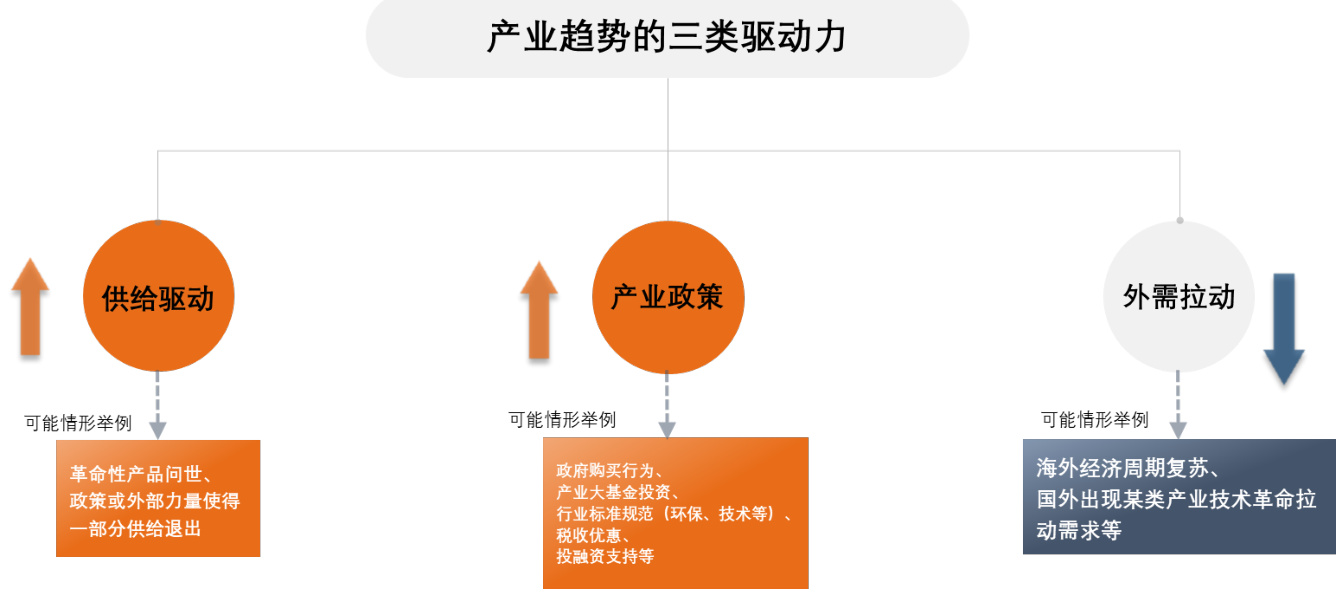 产业趋势的三类驱动力
供给驱动
产业政策
外需拉动
可能情形举例
革命性产品问世、
政策或外部力量使得
一部分供给退出
可能情形举例
政府购买行为、
产业大基金投资、
行业标准规范（环保、技术等）、
税收优惠、
投融资支持等
可能情形举例
海外经济周期复苏、
国外出现某类产业技术革命拉
动需求等